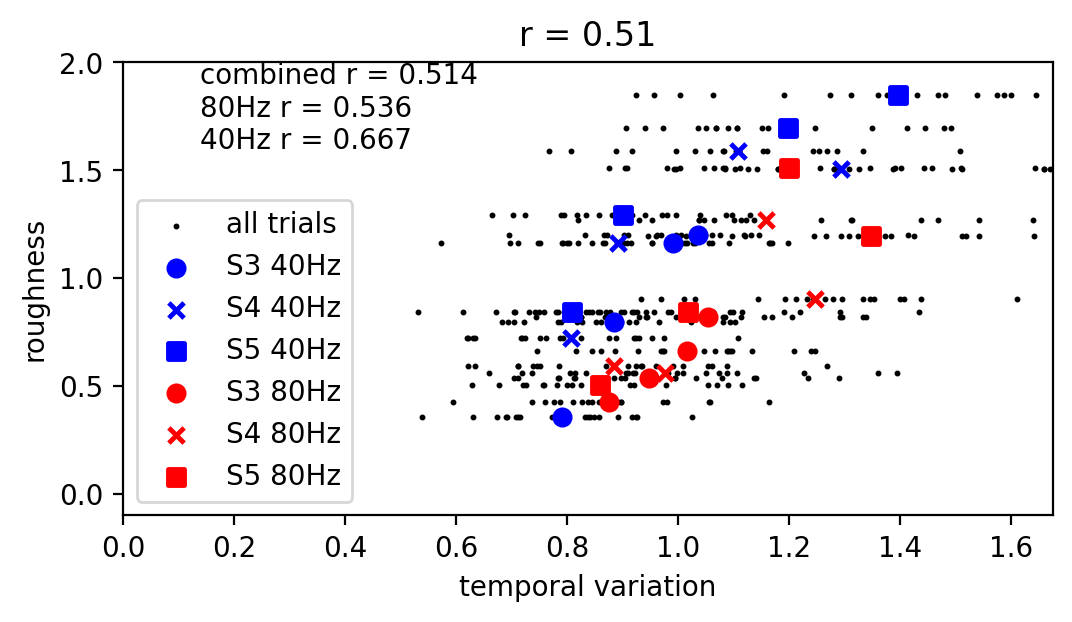 r = 0.51
combined r = 0.514
80Hz r = 0.536
40Hz r = 0.667
all trials
S3 40Hz
S4 40Hz
S5 40Hz
S3 80Hz
S4 80Hz
S5 80Hz
roughness
2.0
1.5
1.0
0.5
0.0
0.0 0.2 0.4 0.6 0.8 1.0 1.2 1.4 1.6
temporal variation